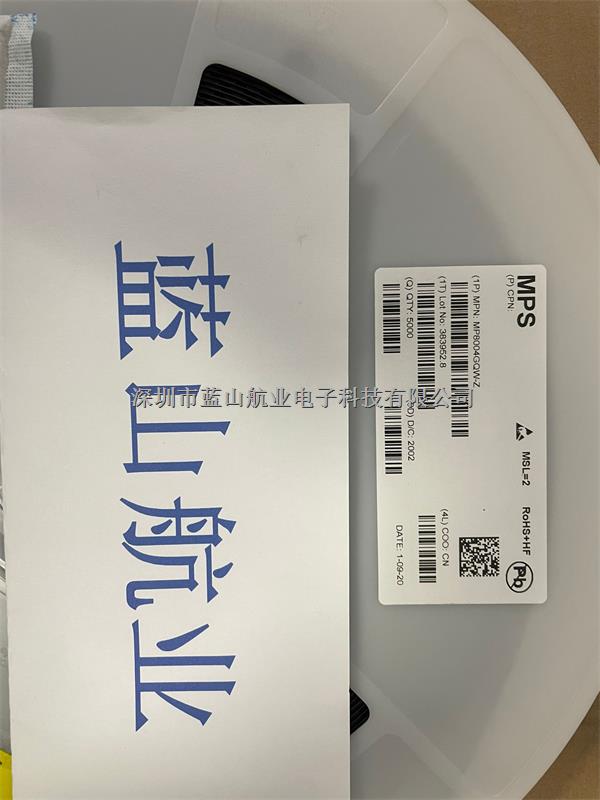 蓝山航业
深圳市蓝山航业电子科技有限公司
MPS
(P) CPN:
(1P) MPN: MP8004GQW-Z
(1T) Lot No: 383952.8
(Q) QTY: 5000
D) D/C: 2002
MSL=2
RoHS+HF
Pb
(4L) COO: CN
DATE: 1-09-20